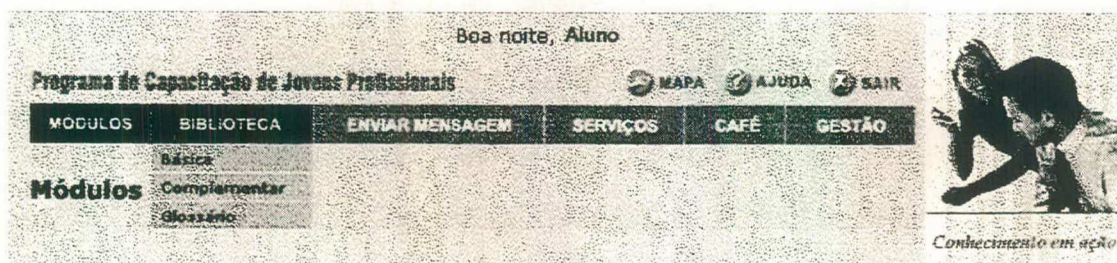 Boa noite, Aluno
Programa de Capacitação de Jovens Profissionais
MAPA AJUDA SAIR
MODULOS BIBLIOTECA ENVIAR MENSAGEM SERVIÇOS CAFÉ GESTÃO
Básica
Módulos Complementar
Glossário
Conhecimento em ação